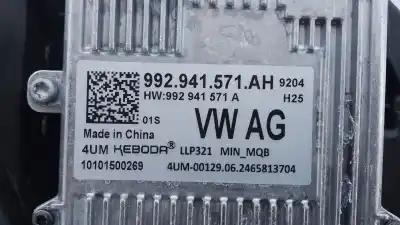 992.941.571.AH 9204
HW:992 941 571 A H25
01S
Made in China VW AG
4UM KEBODA® LLP321 MIN_MQB
10101500269 4UM-00129.06.2465813704